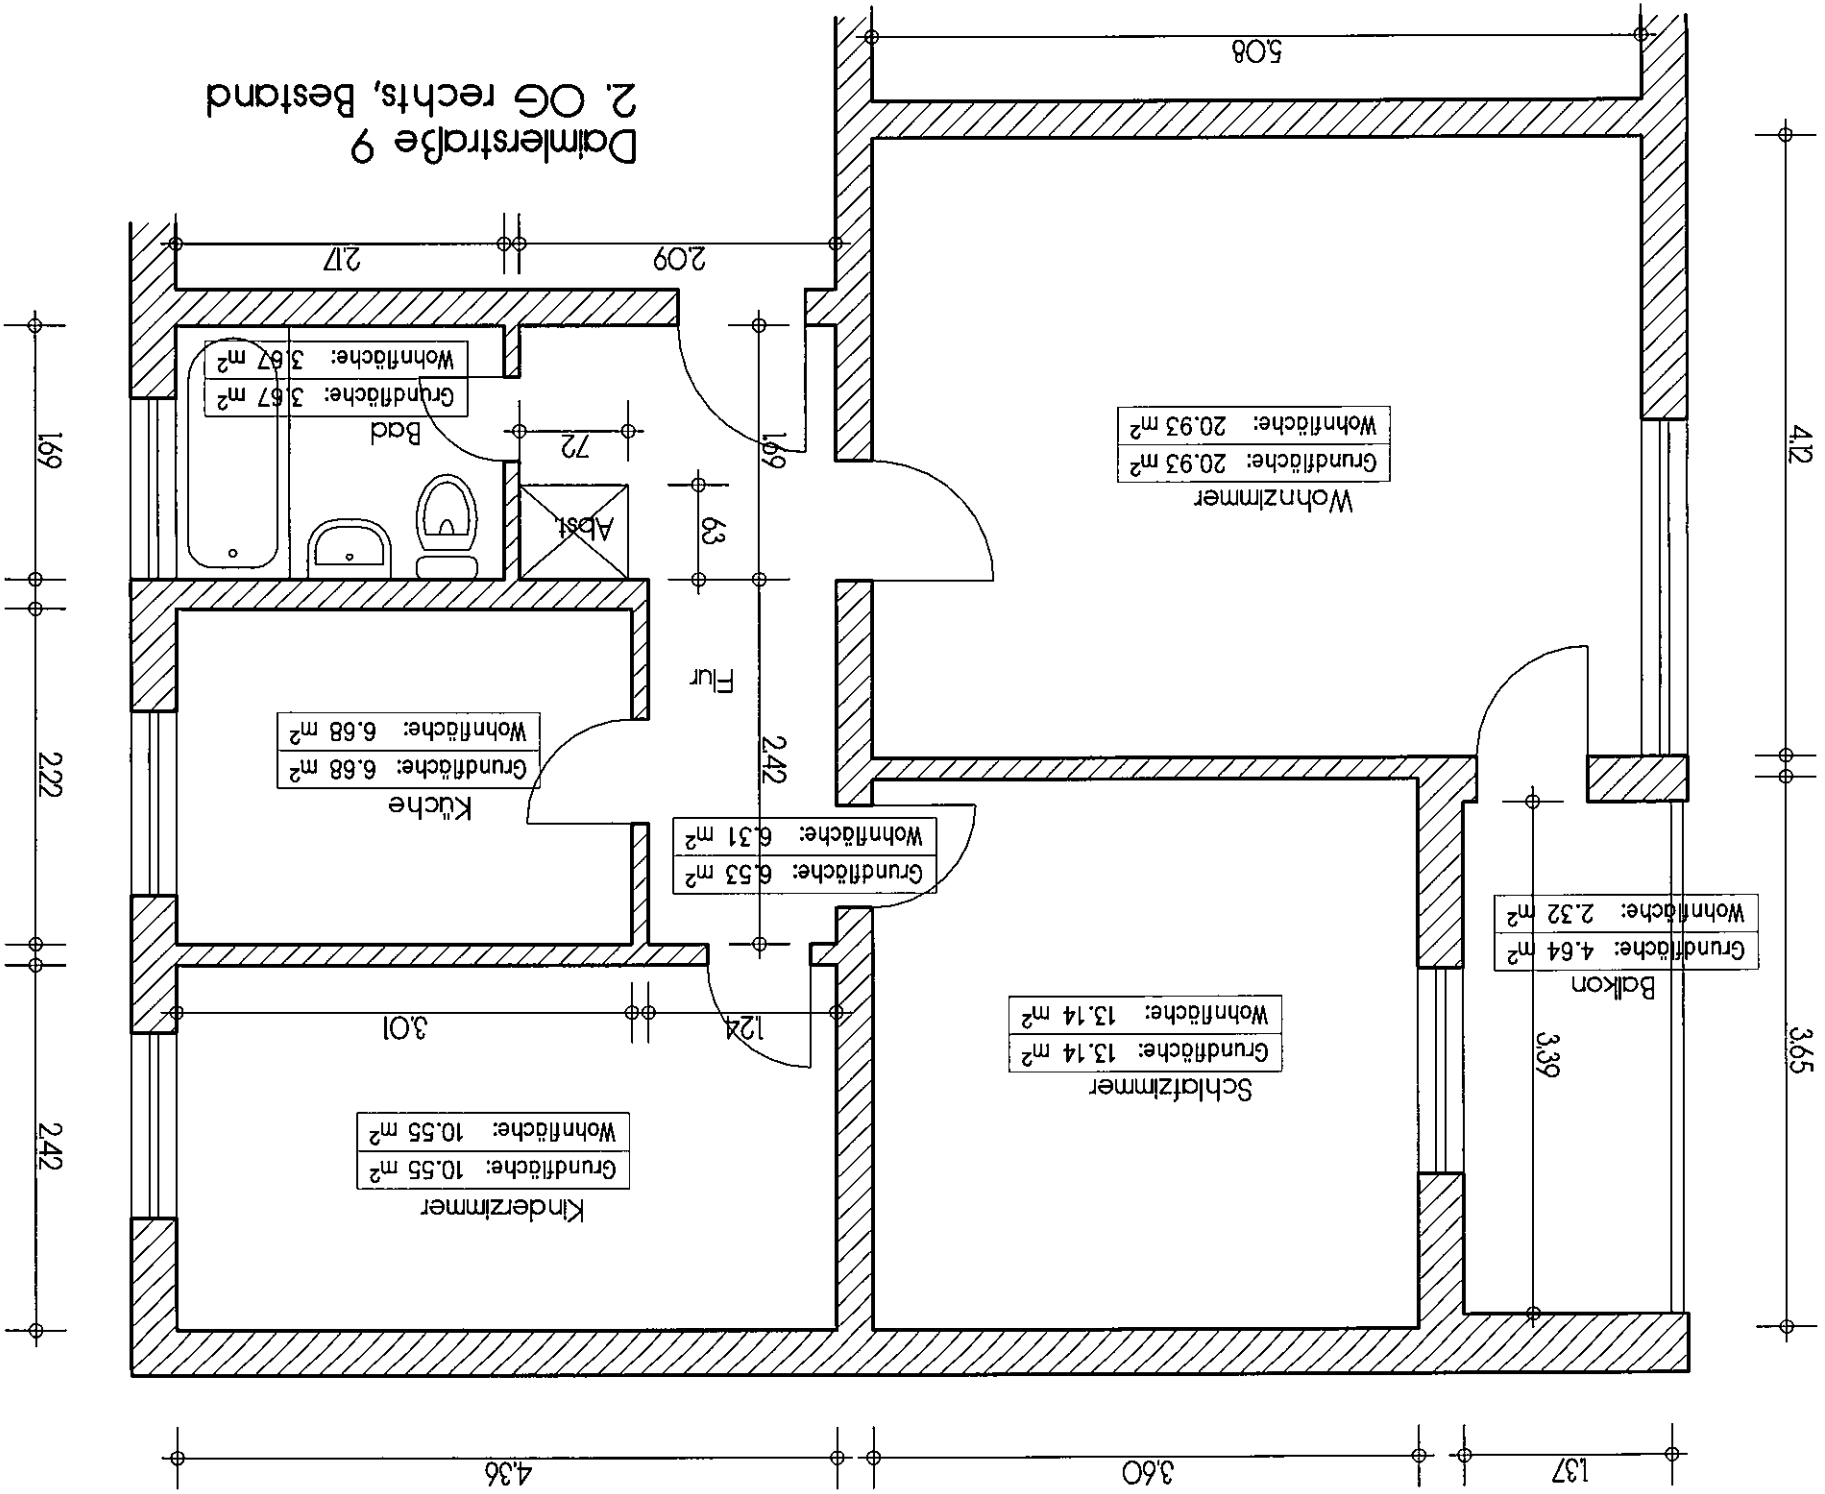 1.37
3.60
4.36
Kinderzimmer
Grundfläche: 10.55 m²
Wohnfläche: 10.55 m²
2.42
3.65
Schlafzimmer
Grundfläche: 13.14 m²
Wohnfläche: 13.14 m²
3.39
Balkon
Grundfläche: 4.64 m²
Wohnfläche: 2.32 m²
1.24
3.01
Grundfläche: 6.53 m²
Wohnfläche: 6.31 m²
Küche
Grundfläche: 6.68 m²
Wohnfläche: 6.68 m²
2.42
2.22
Flur
Abst.
63
Wohnzimmer
Grundfläche: 20.93 m²
Wohnfläche: 20.93 m²
4.12
1.69
72
Bad
Grundfläche: 3.67 m²
Wohnfläche: 3.67 m²
1.69
2.09
2.17
Daimlerstraße 9
2. OG rechts, Bestand
5.08